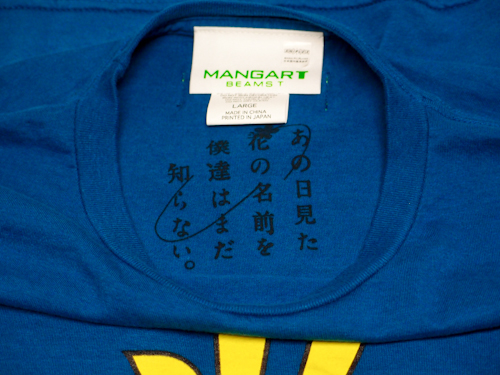 MANGART
BEAMS T
LARGE
MADE IN CHINA
PRINTED IN JAPAN
あの日見た
花の名前を
僕達はまだ
知らない。